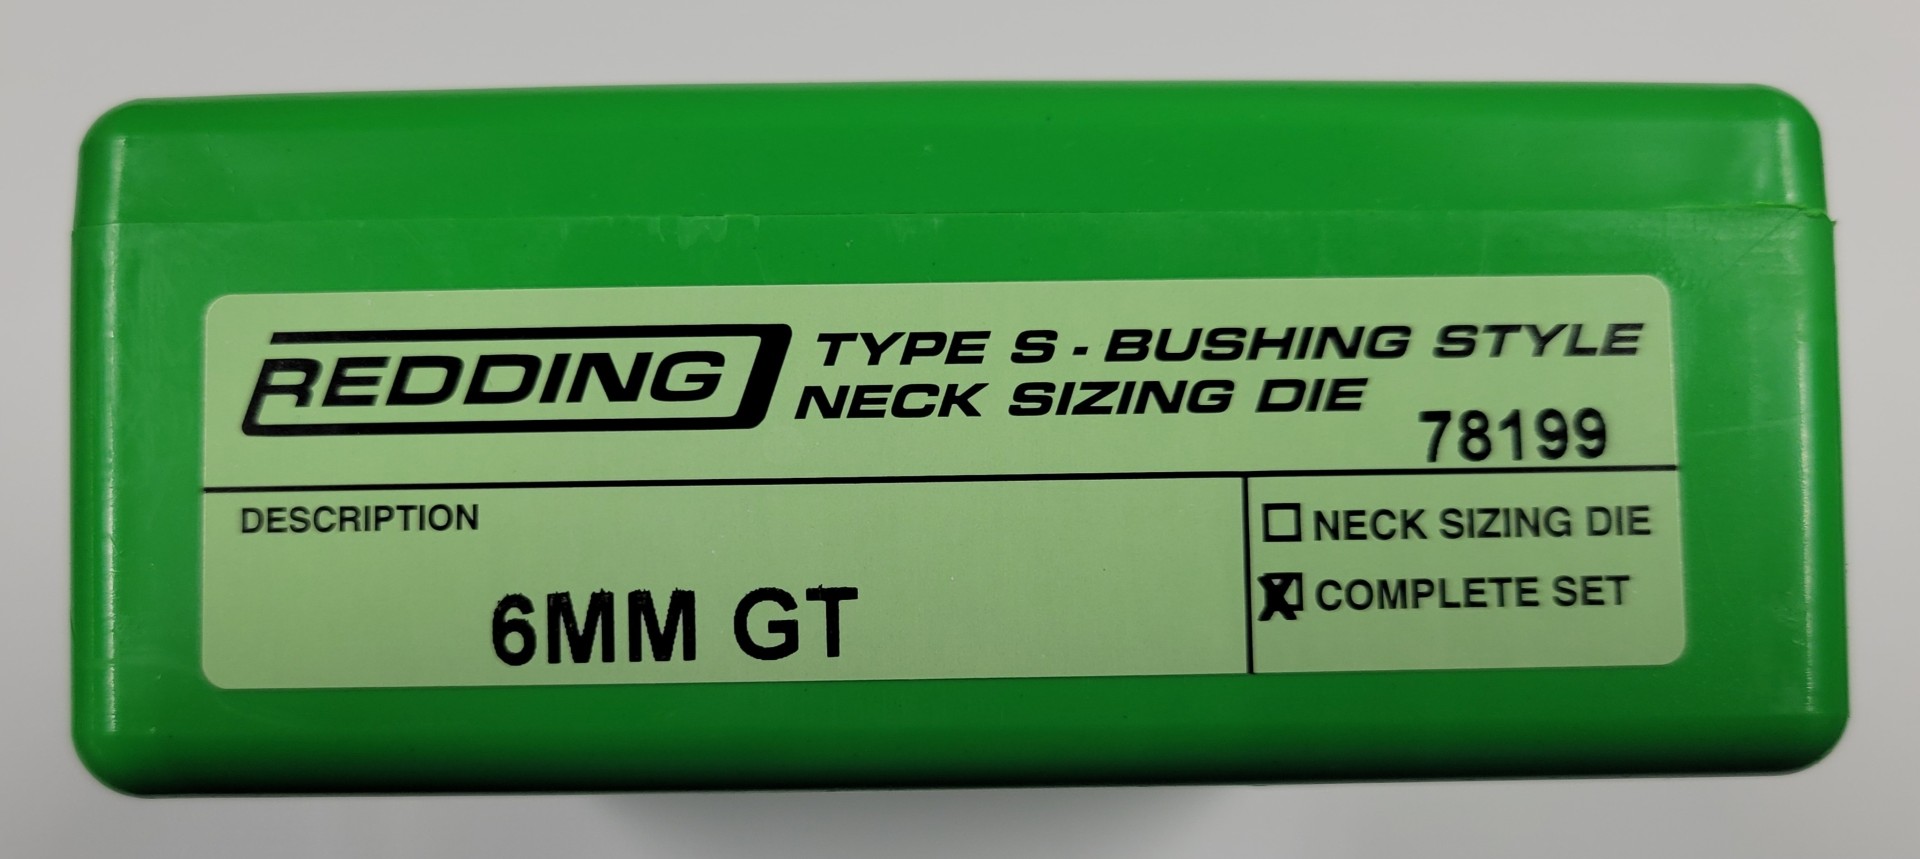 REDDING
TYPE S - BUSHING STYLE
NECK SIZING DIE
78199
DESCRIPTION
6MM GT
NECK SIZING DIE
X COMPLETE SET